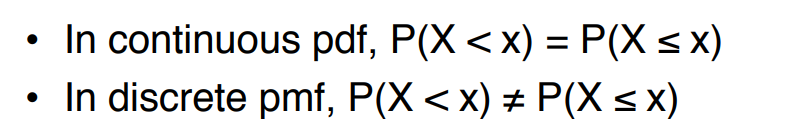 • In continuous pdf, P(X < x) = P(X ≤ x)
• In discrete pmf, P(X < x) ≠ P(X ≤ x)